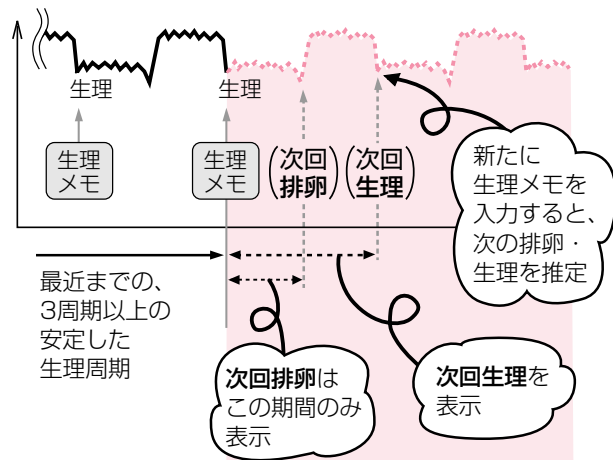 生理
生理
生理
メモ
生理
メモ
(次回
排卵)
(次回
生理)
新たに
生理メモを
入力すると、
次の排卵・
生理を推定
最近までの、
3周期以上の
安定した
生理周期
次回排卵は
この期間のみ
表示
次回生理を
表示